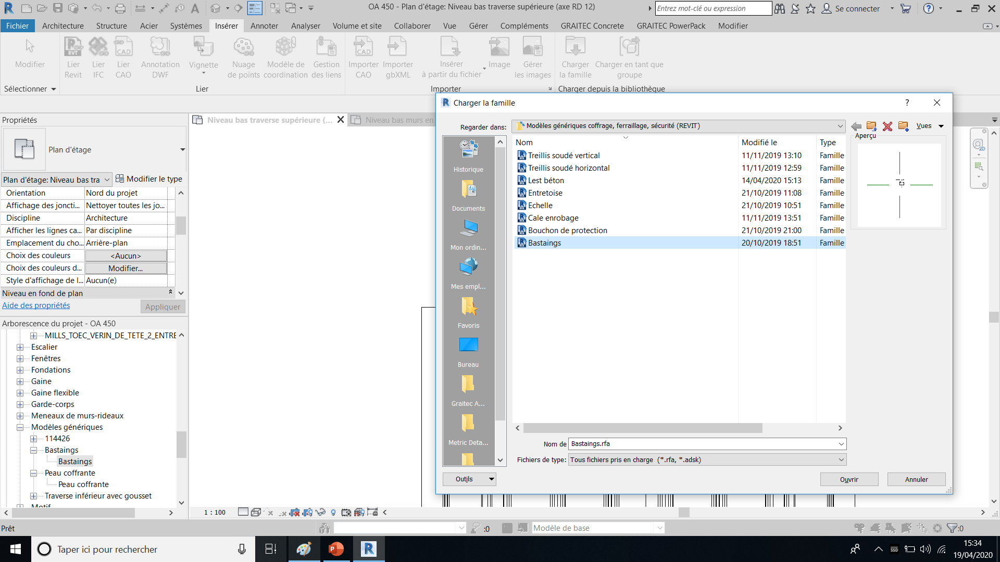 OA 450 - Plan d'étage: Niveau bas traverse supérieure (axe RD 12)
Entrez mot-clé ou expression
Se connecter
Fichier Architecture Structure Acier Systèmes Insérer Annoter Analyser Volume et site Collaborer Vue Gérer Compléments GRAITEC Concrete GRAITEC PowerPack Modifier
Modifier
Lier Revit
Lier IFC
Lier CAO
Annotation DWF
Vignette
Nuage de points
Modèle de coordination
Gestion des liens
Importer CAO
Importer gbXML
Insérer à partir du fichier
Image
Gérer les images
Charger la famille
Charger en tant que groupe
Sélectionner
Lier
Importer
Charger depuis la bibliothèque
Propriétés
Plan d'étage
Plan d'étage: Niveau bas tra
Modifier le type
Orientation Nord du projet
Affichage des joncti... Nettoyer toutes les jo...
Discipline Architecture
Afficher les lignes ca... Par discipline
Emplacement du cho... Arrière-plan
Choix des couleurs <Aucun>
Choix des couleurs d... Modifier...
Style d'affichage de l... Aucun(e)
Niveau en fond de plan
Aide des propriétés
Appliquer
Arborescence du projet - OA 450
MILLS_TOEC_VERIN_DE_TETE_2_ENTRE
Escalier
Fenêtres
Fondations
Gaine
Gaine flexible
Garde-corps
Meneaux de murs-rideaux
Modèles génériques
114426
Bastaings
Bastaings
Peau coffrante
Peau coffrante
Traverse inférieur avec gousset
Motif
Niveau bas traverse supérieure (...
Niveau bas murs en
Charger la famille
?
Regarder dans:
Modèles génériques coffrage, ferraillage, sécurité (REVIT)
Vues
Aperçu
Historique
Documents
Mon ordin...
Mes empl...
Favoris
Bureau
Graitec A...
Metric Deta...
Nom Modifié le Type
Treillis soudé vertical 11/11/2019 13:10 Famille
Treillis soudé horizontal 11/11/2019 12:59 Famille
Lest béton 14/04/2020 15:13 Famille
Entretoise 21/10/2019 11:08 Famille
Echelle 21/10/2019 10:51 Famille
Cale enrobage 11/11/2019 13:51 Famille
Bouchon de protection 21/10/2019 21:00 Famille
Bastaings 20/10/2019 18:51 Famille
Nom de Bastaings.rfa
Fichiers de type: Tous fichiers pris en charge (*.rfa, *.adsk)
Outils
Ouvrir
Annuler
1 : 100
Prêt
:0
Modèle de base
:0
Taper ici pour rechercher
15:34
19/04/2020